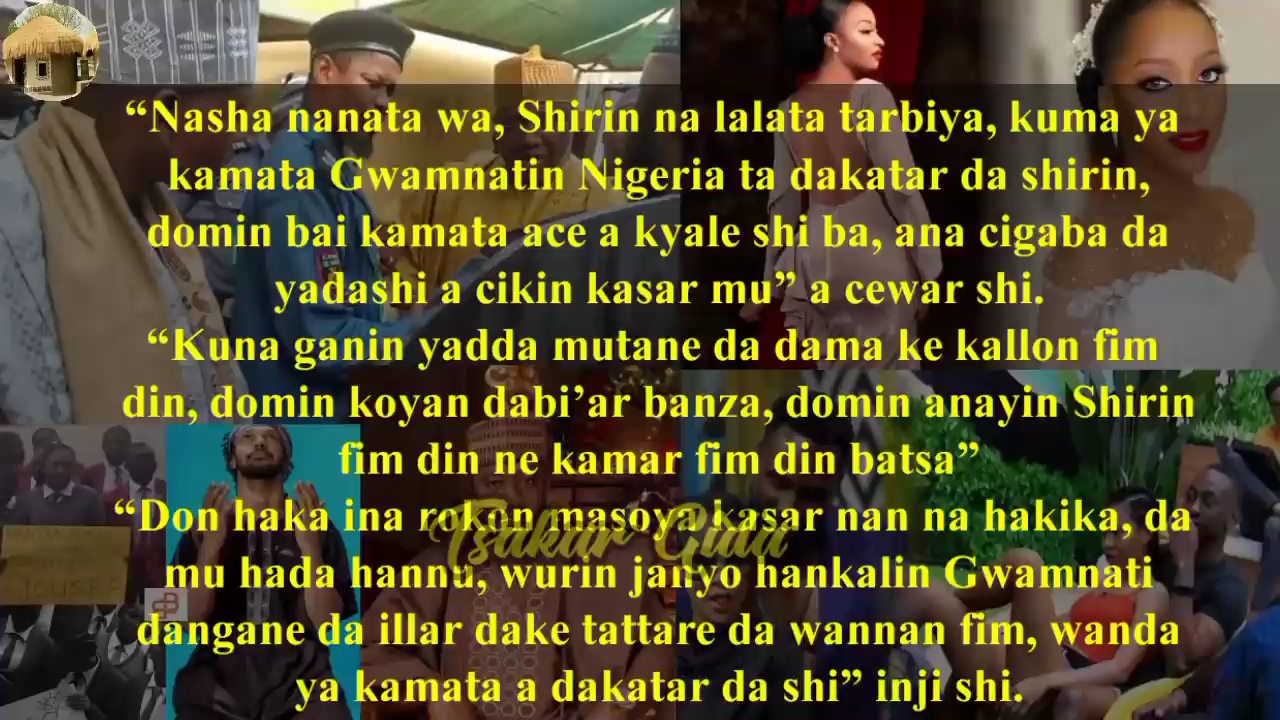 “Nasha nanata wa, Shirin na lalata tarbiya, kuma ya
kamata Gwamnatin Nigeria ta dakatar da shirin,
domin bai kamata ace a kyale shi ba, ana cigaba da
yadashi a cikin kasar mu” a cewar shi.
“Kuna ganin yadda mutane da dama ke kallon fim
din, domin koyan dabi’ar banza, domin anayin Shirin
fim din ne kamar fim din batsa”
“Don haka ina rokon masoya kasar nan na hakika, da
mu hada hannu, wurin janyo hankalin Gwamnati
dangane da illar dake tattare da wannan fim, wanda
ya kamata a dakatar da shi” inji shi.
Tsakar Gida